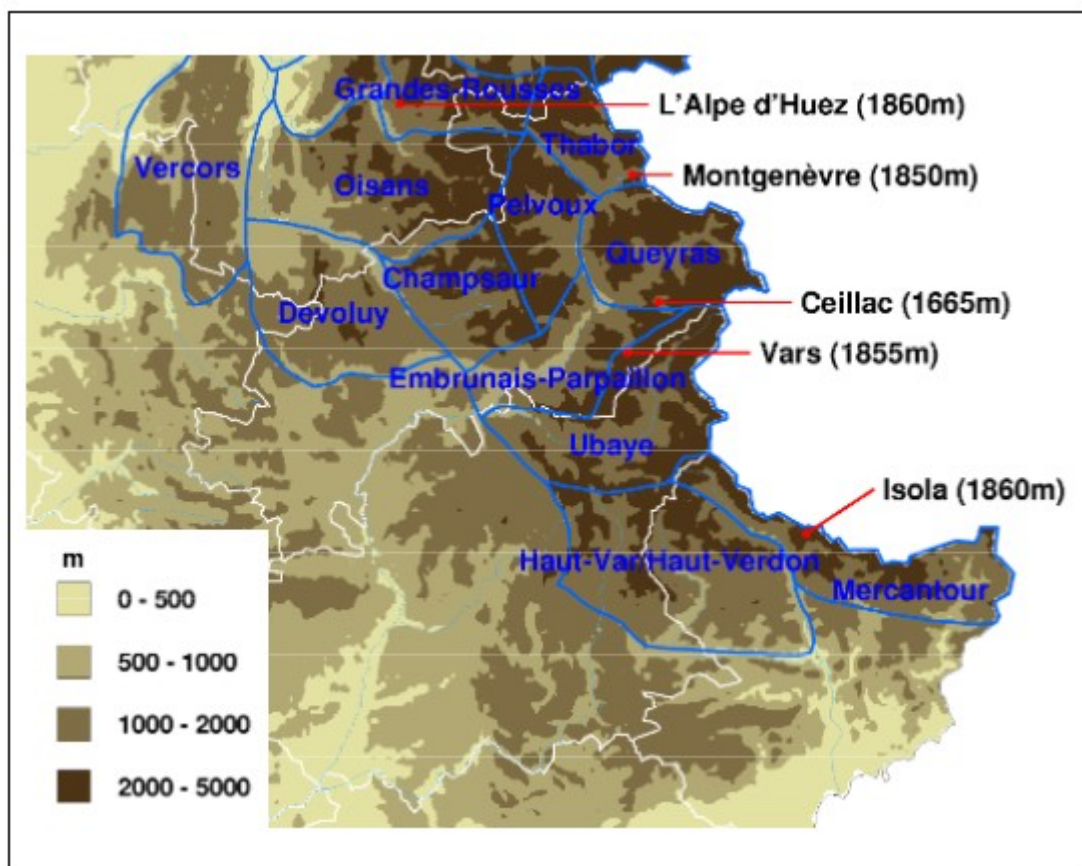 Grandes-Rousses
L'Alpe d'Huez (1860m)
Thabor
Vercors
Montgenèvre (1850m)
Oisans
Pelvoux
Queyras
Champsaur
Ceillac (1665m)
Devoluy
Vars (1855m)
Embrunais-Parpaillon
Ubaye
Isola (1860m)
Haut-Var/Haut-Verdon
Mercantour
m
0 - 500
500 - 1000
1000 - 2000
2000 - 5000